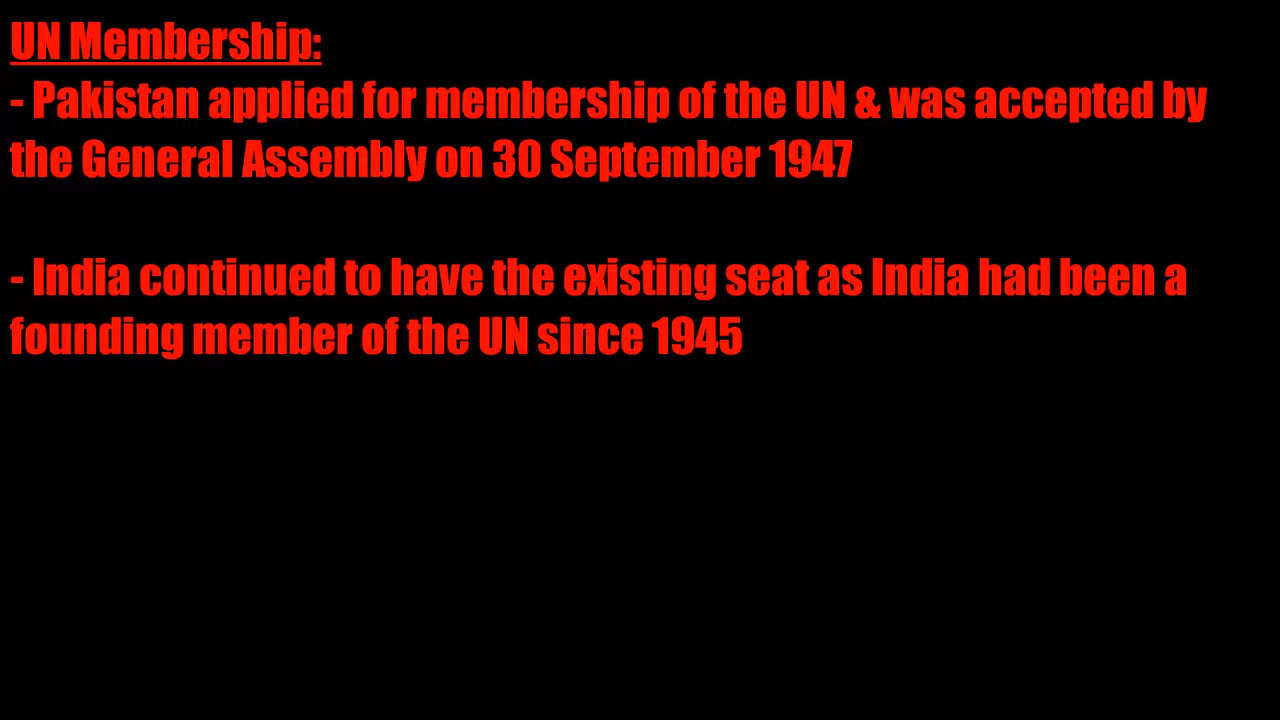 UN Membership:
- Pakistan applied for membership of the UN & was accepted by
the General Assembly on 30 September 1947
- India continued to have the existing seat as India had been a
founding member of the UN since 1945